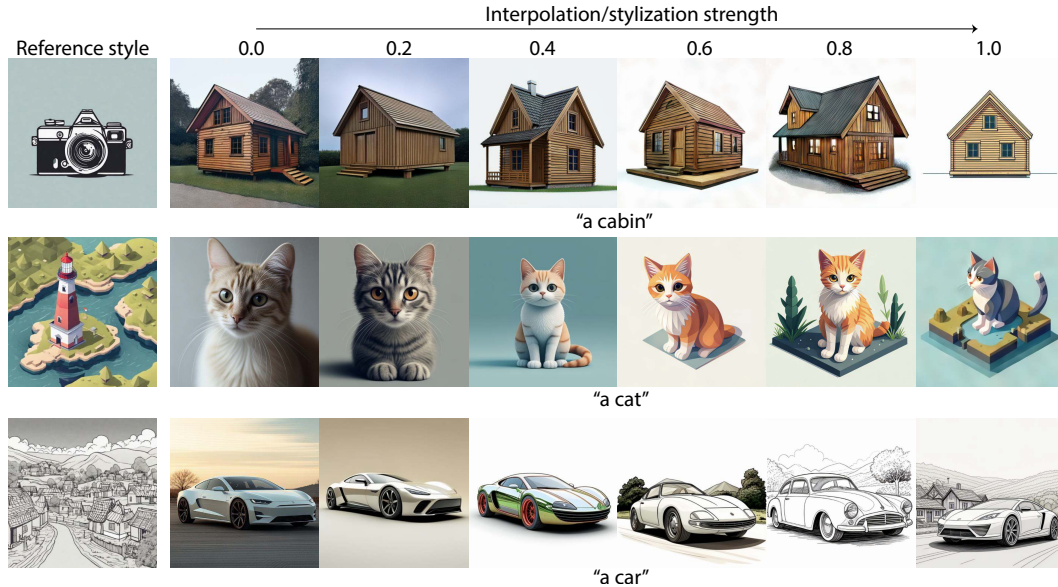 Interpolation/stylization strength
Reference style 0.0 0.2 0.4 0.6 0.8 1.0
“a cabin”
“a cat”
“a car”